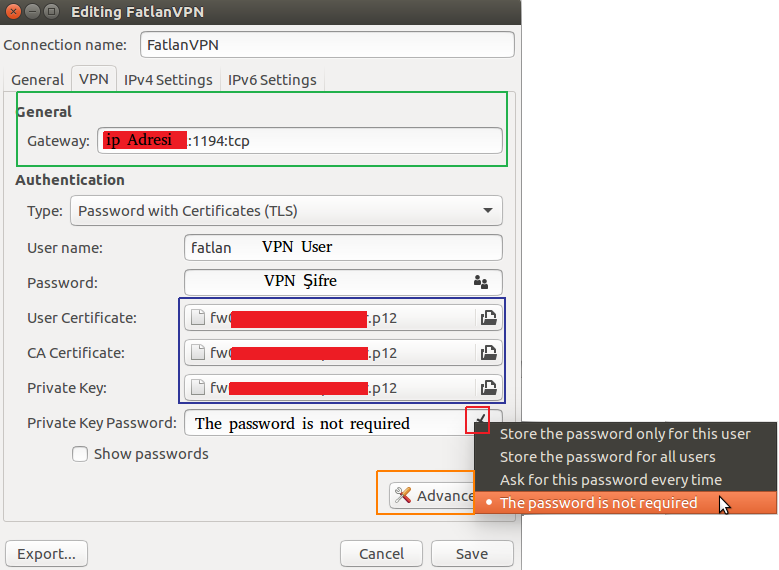 Editing FatlanVPN
Connection name: FatlanVPN
General VPN IPv4 Settings IPv6 Settings
General
Gateway: ip Adresi :1194:tcp
Authentication
Type: Password with Certificates (TLS)
User name: fatlan VPN User
Password: VPN Şifre
User Certificate: fw .p12
CA Certificate: fw .p12
Private Key: fw .p12
Private Key Password: The password is not required
Store the password only for this user
Show passwords
Store the password for all users
Ask for this password every time
Advance
The password is not required
Export... Cancel Save